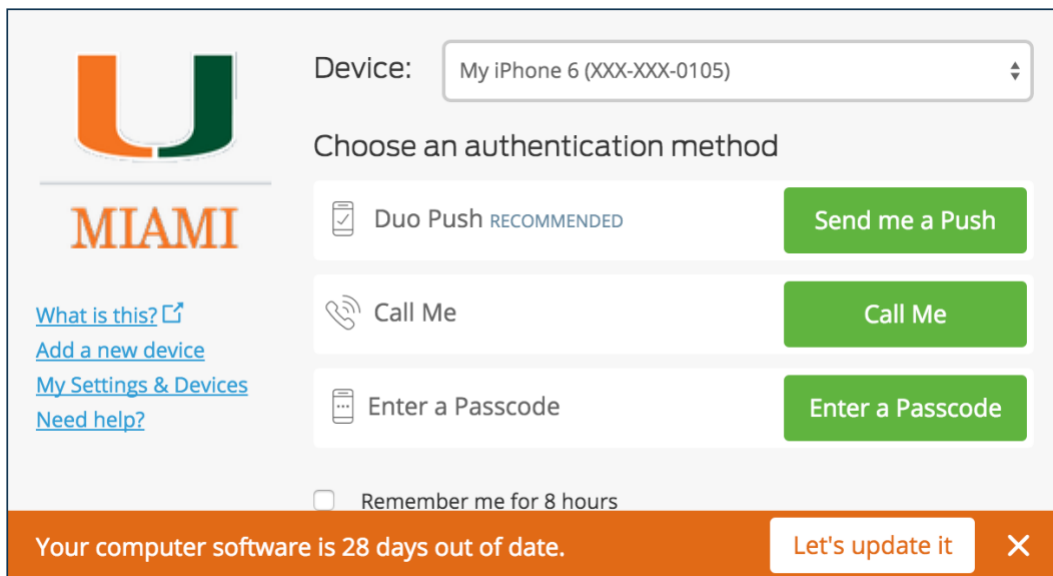 Device: My iPhone 6 (XXX-XXX-0105)
Choose an authentication method
Duo Push RECOMMENDED Send me a Push
Call Me Call Me
Enter a Passcode Enter a Passcode
Remember me for 8 hours
U
MIAMI
What is this?
Add a new device
My Settings & Devices
Need help?
Your computer software is 28 days out of date. Let's update it